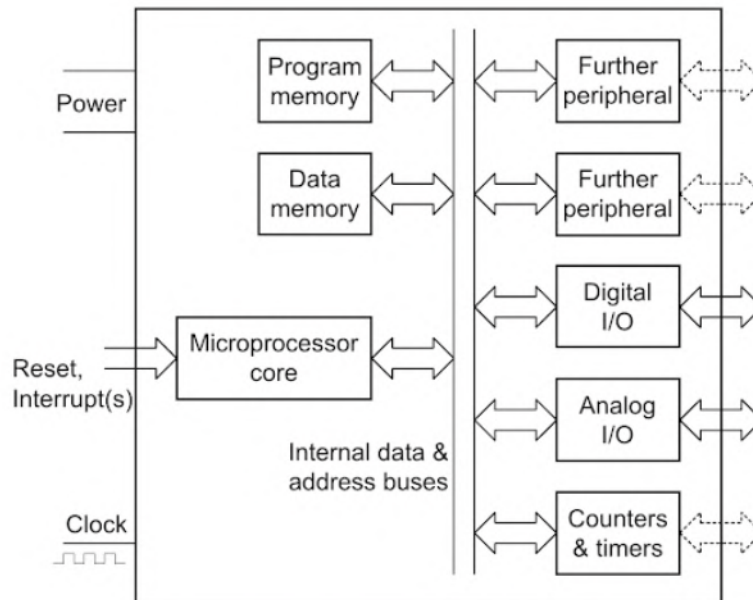 Program
memory
Further
peripheral
Power
Data
memory
Further
peripheral
Digital
I/O
Microprocessor
core
Reset,
Interrupt(s)
Analog
I/O
Internal data &
address buses
Clock
Counters
& timers